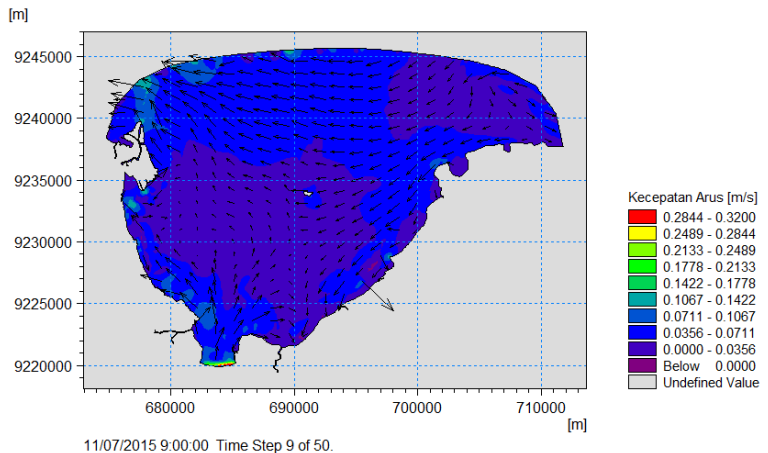 [m]
9245000
9240000
9235000
9230000
9225000
9220000
680000 690000 700000 710000
[m]
11/07/2015 9:00:00 Time Step 9 of 50.
Kecepatan Arus [m/s]
0.2844 - 0.3200
0.2489 - 0.2844
0.2133 - 0.2489
0.1778 - 0.2133
0.1422 - 0.1778
0.1067 - 0.1422
0.0711 - 0.1067
0.0356 - 0.0711
0.0000 - 0.0356
Below 0.0000
Undefined Value